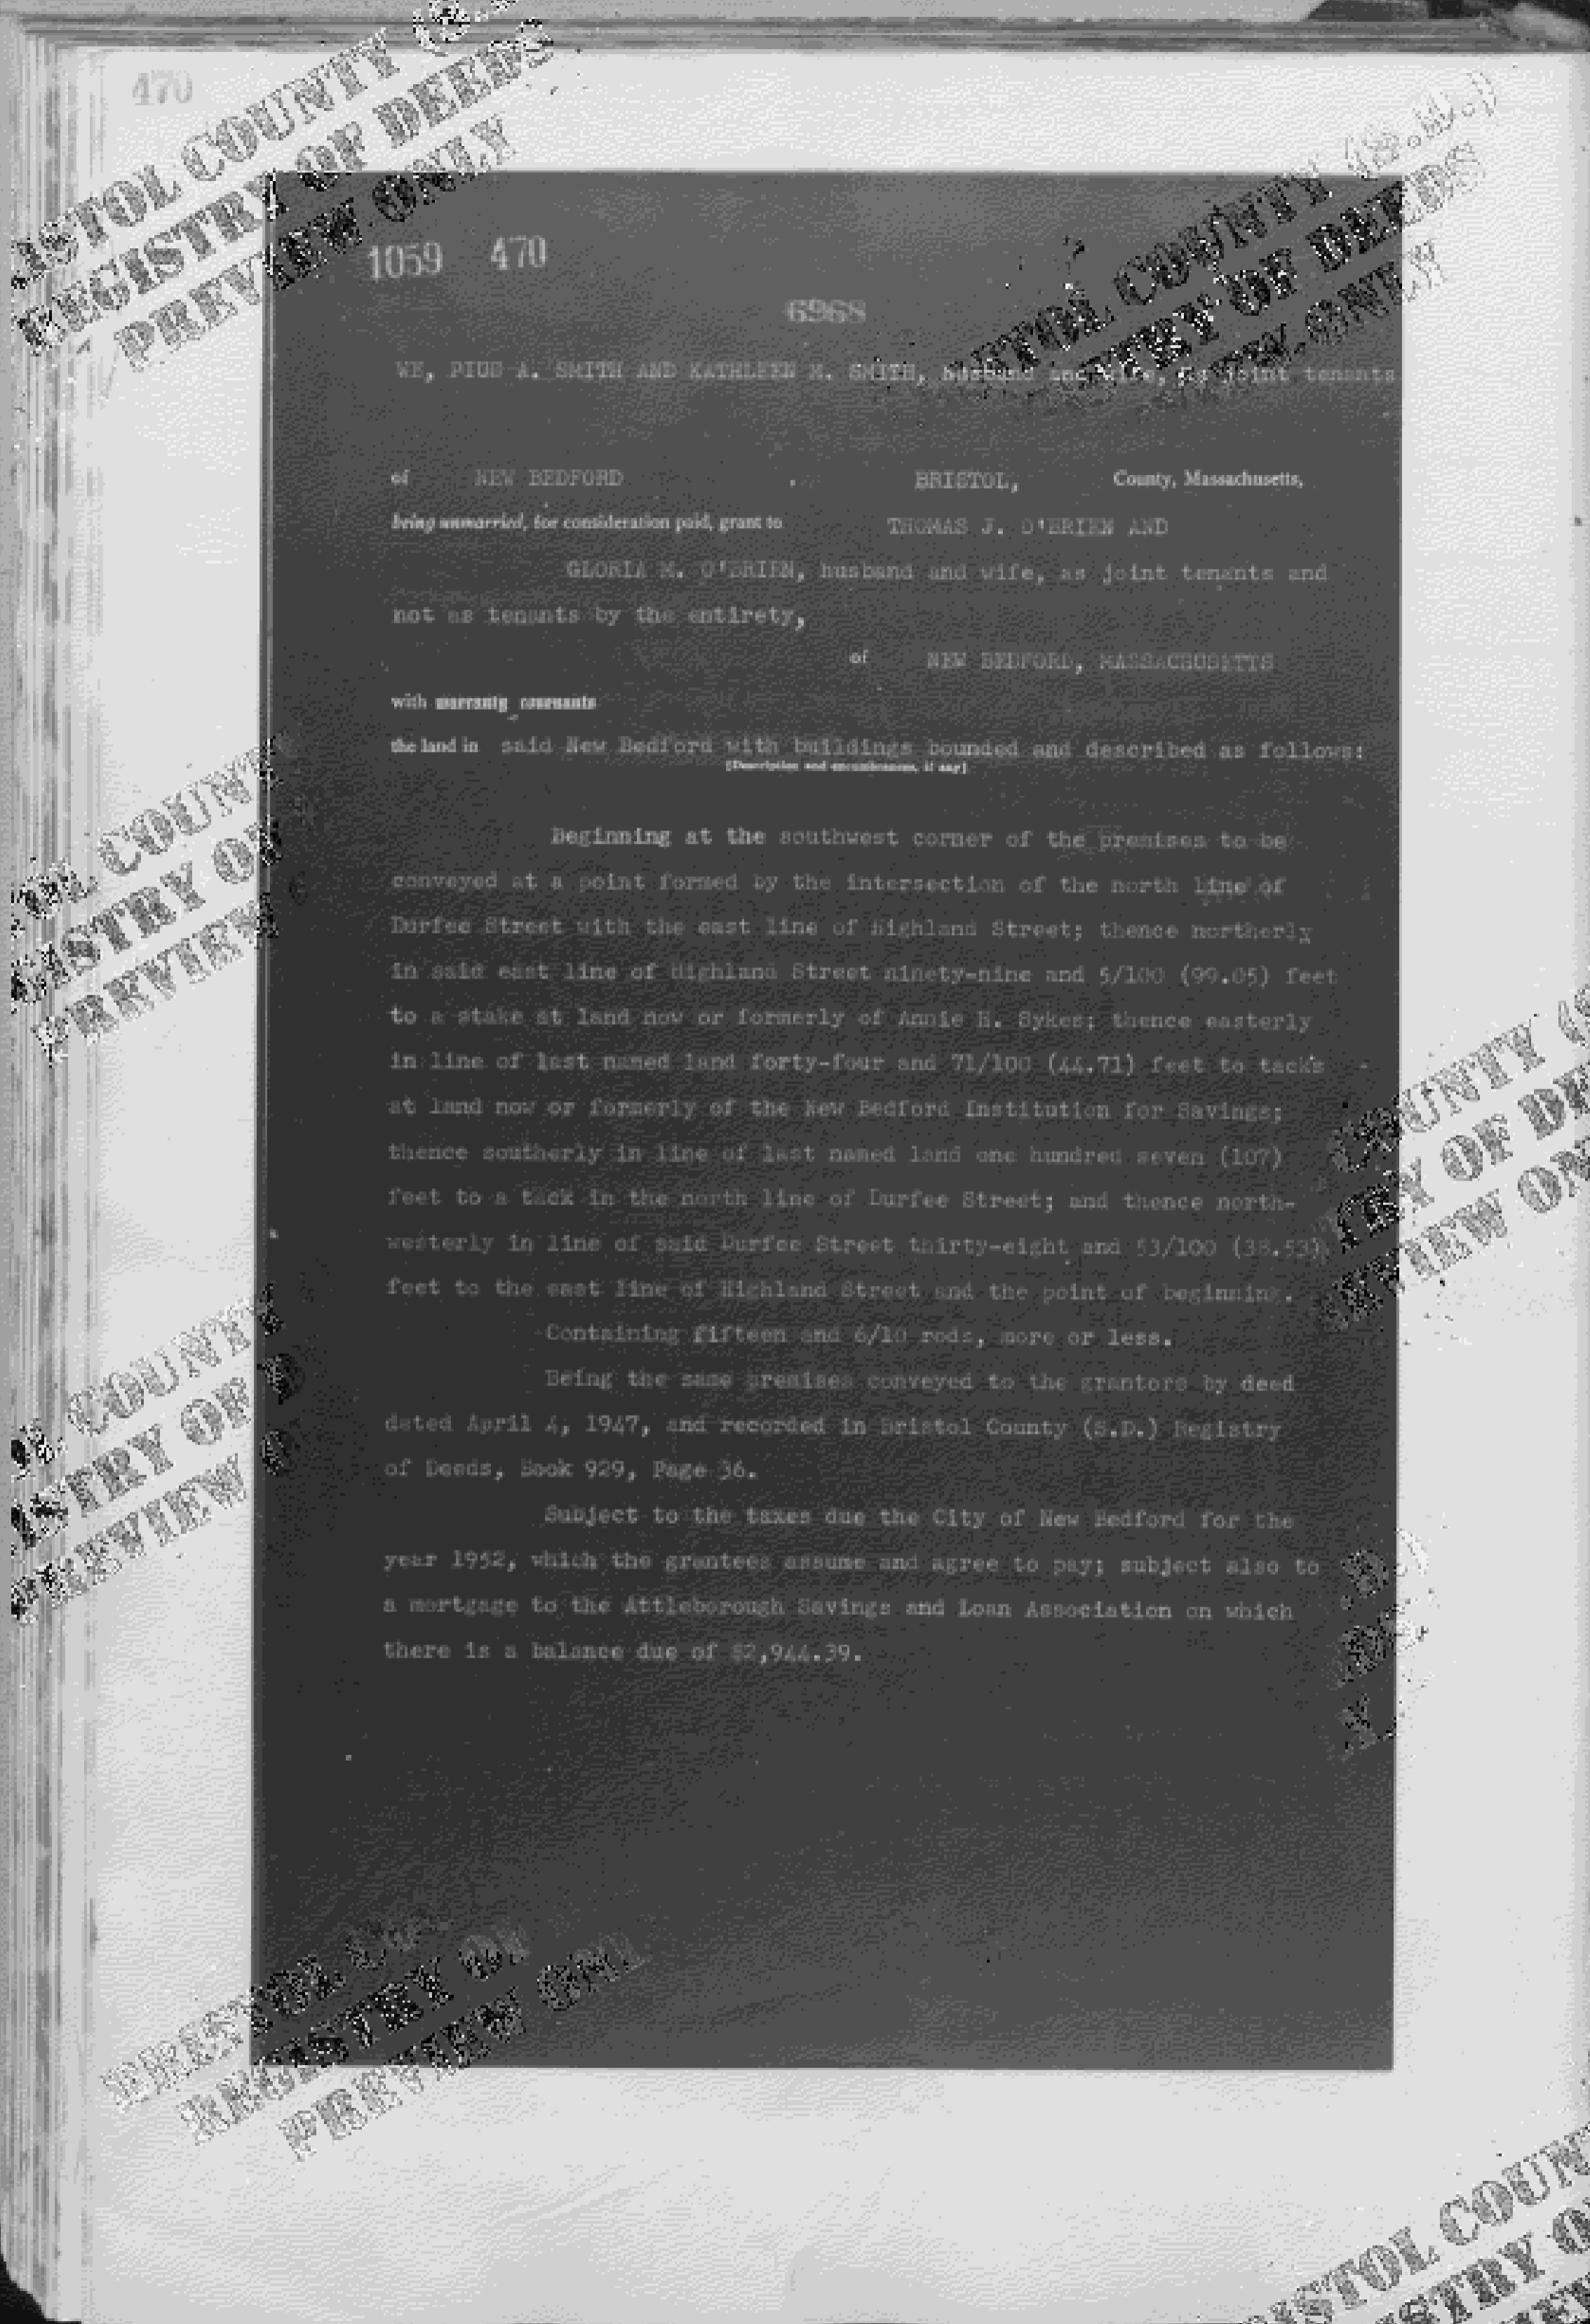 470
BRISTOL COUNTY (S.D.)
REGISTRY OF DEEDS
PREVIEW ONLY
1059 470
6968
WE, PIUS A. SMITH AND KATHLEEN M. SMITH, husband and wife, as joint tenants
of NEW BEDFORD , BRISTOL, County, Massachusetts,
being unmarried, for consideration paid, grant to THOMAS J. O'BRIEN AND
GLORIA M. O'BRIEN, husband and wife, as joint tenants and
not as tenants by the entirety,
of NEW BEDFORD, MASSACHUSETTS
with warranty covenants
the land in said New Bedford with buildings bounded and described as follows:
[Description and encumbrances, if any]
Beginning at the southwest corner of the premises to be
conveyed at a point formed by the intersection of the north line of
Durfee Street with the east line of Highland Street; thence northerly
in said east line of Highland Street ninety-nine and 5/100 (99.05) feet
to a stake at land now or formerly of Annie H. Sykes; thence easterly
in line of last named land forty-four and 71/100 (44.71) feet to tacks
at land now or formerly of the New Bedford Institution for Savings;
thence southerly in line of last named land one hundred seven (107)
feet to a tack in the north line of Durfee Street; and thence north-
westerly in line of said Durfee Street thirty-eight and 53/100 (38.53)
feet to the east line of Highland Street and the point of beginning.
Containing fifteen and 6/10 rods, more or less.
Being the same premises conveyed to the grantors by deed
dated April 4, 1947, and recorded in Bristol County (S.D.) Registry
of Deeds, Book 929, Page 36.
Subject to the taxes due the City of New Bedford for the
year 1952, which the grantees assume and agree to pay; subject also to
a mortgage to the Attleborough Savings and Loan Association on which
there is a balance due of $2,944.39.